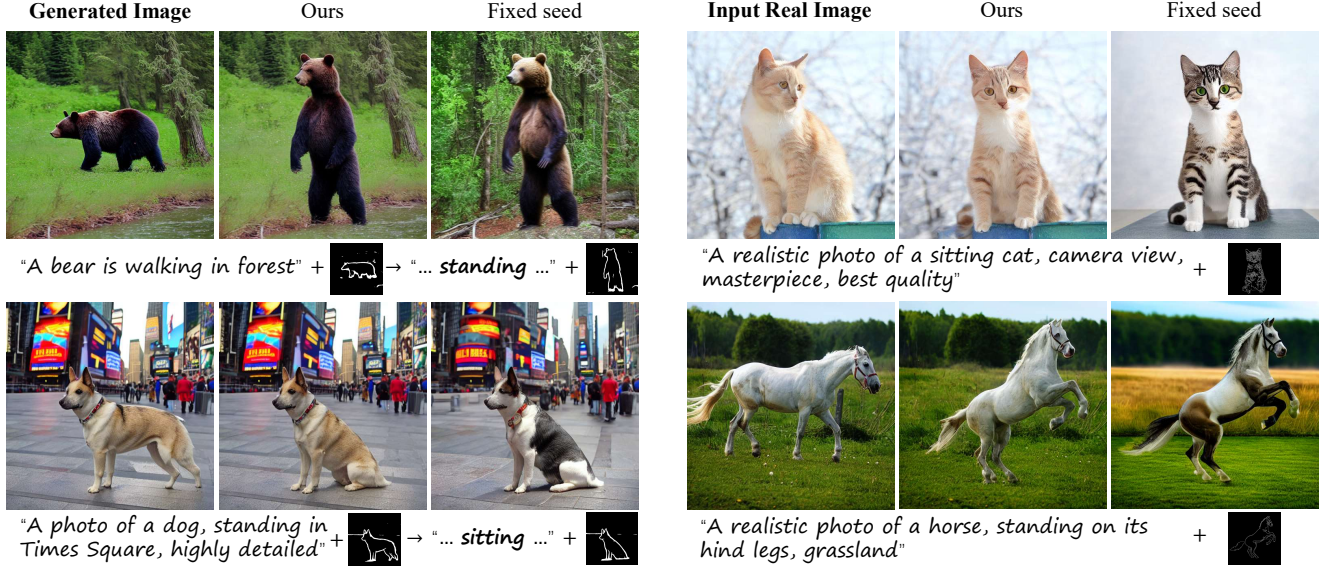 Generated Image
Ours
Fixed seed
Input Real Image
Ours
Fixed seed
“A bear is walking in forest” + → “... standing ...” +
“A realistic photo of a sitting cat, camera view,
masterpiece, best quality” +
“A photo of a dog, standing in
Times Square, highly detailed” + → “... sitting ...” +
“A realistic photo of a horse, standing on its
hind legs, grassland” +